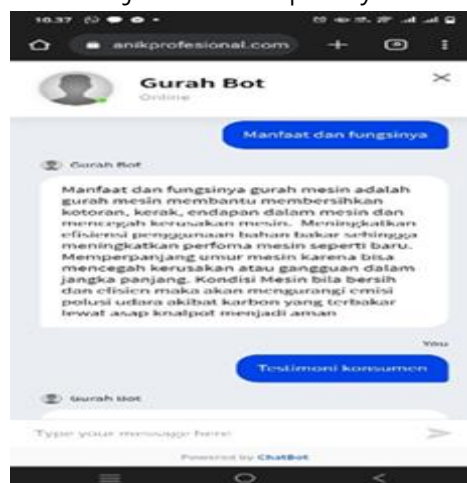 10.37
anikprofesional.com
Gurah Bot
Online
Manfaat dan fungsinya
Gurah Bot
Manfaat dan fungsinya gurah mesin adalah
gurah mesin membantu membersihkan
kotoran, kerak, endapan dalam mesin dan
mencegah kerusakan mesin. Meningkatkan
efisiensi penggunaan bahan bakar sehingga
meningkatkan perfoma mesin seperti baru.
Memperpanjang umur mesin karena bisa
mencegah kerusakan atau gangguan dalam
jangka panjang. Kondisi Mesin bila bersih
dan efisien maka akan mengurangi emisi
polusi udara akibat karbon yang terbakar
lewat asap knalpot menjadi aman
You
Testimoni konsumen
Gurah Bot
Type your message here
Powered by ChatBot